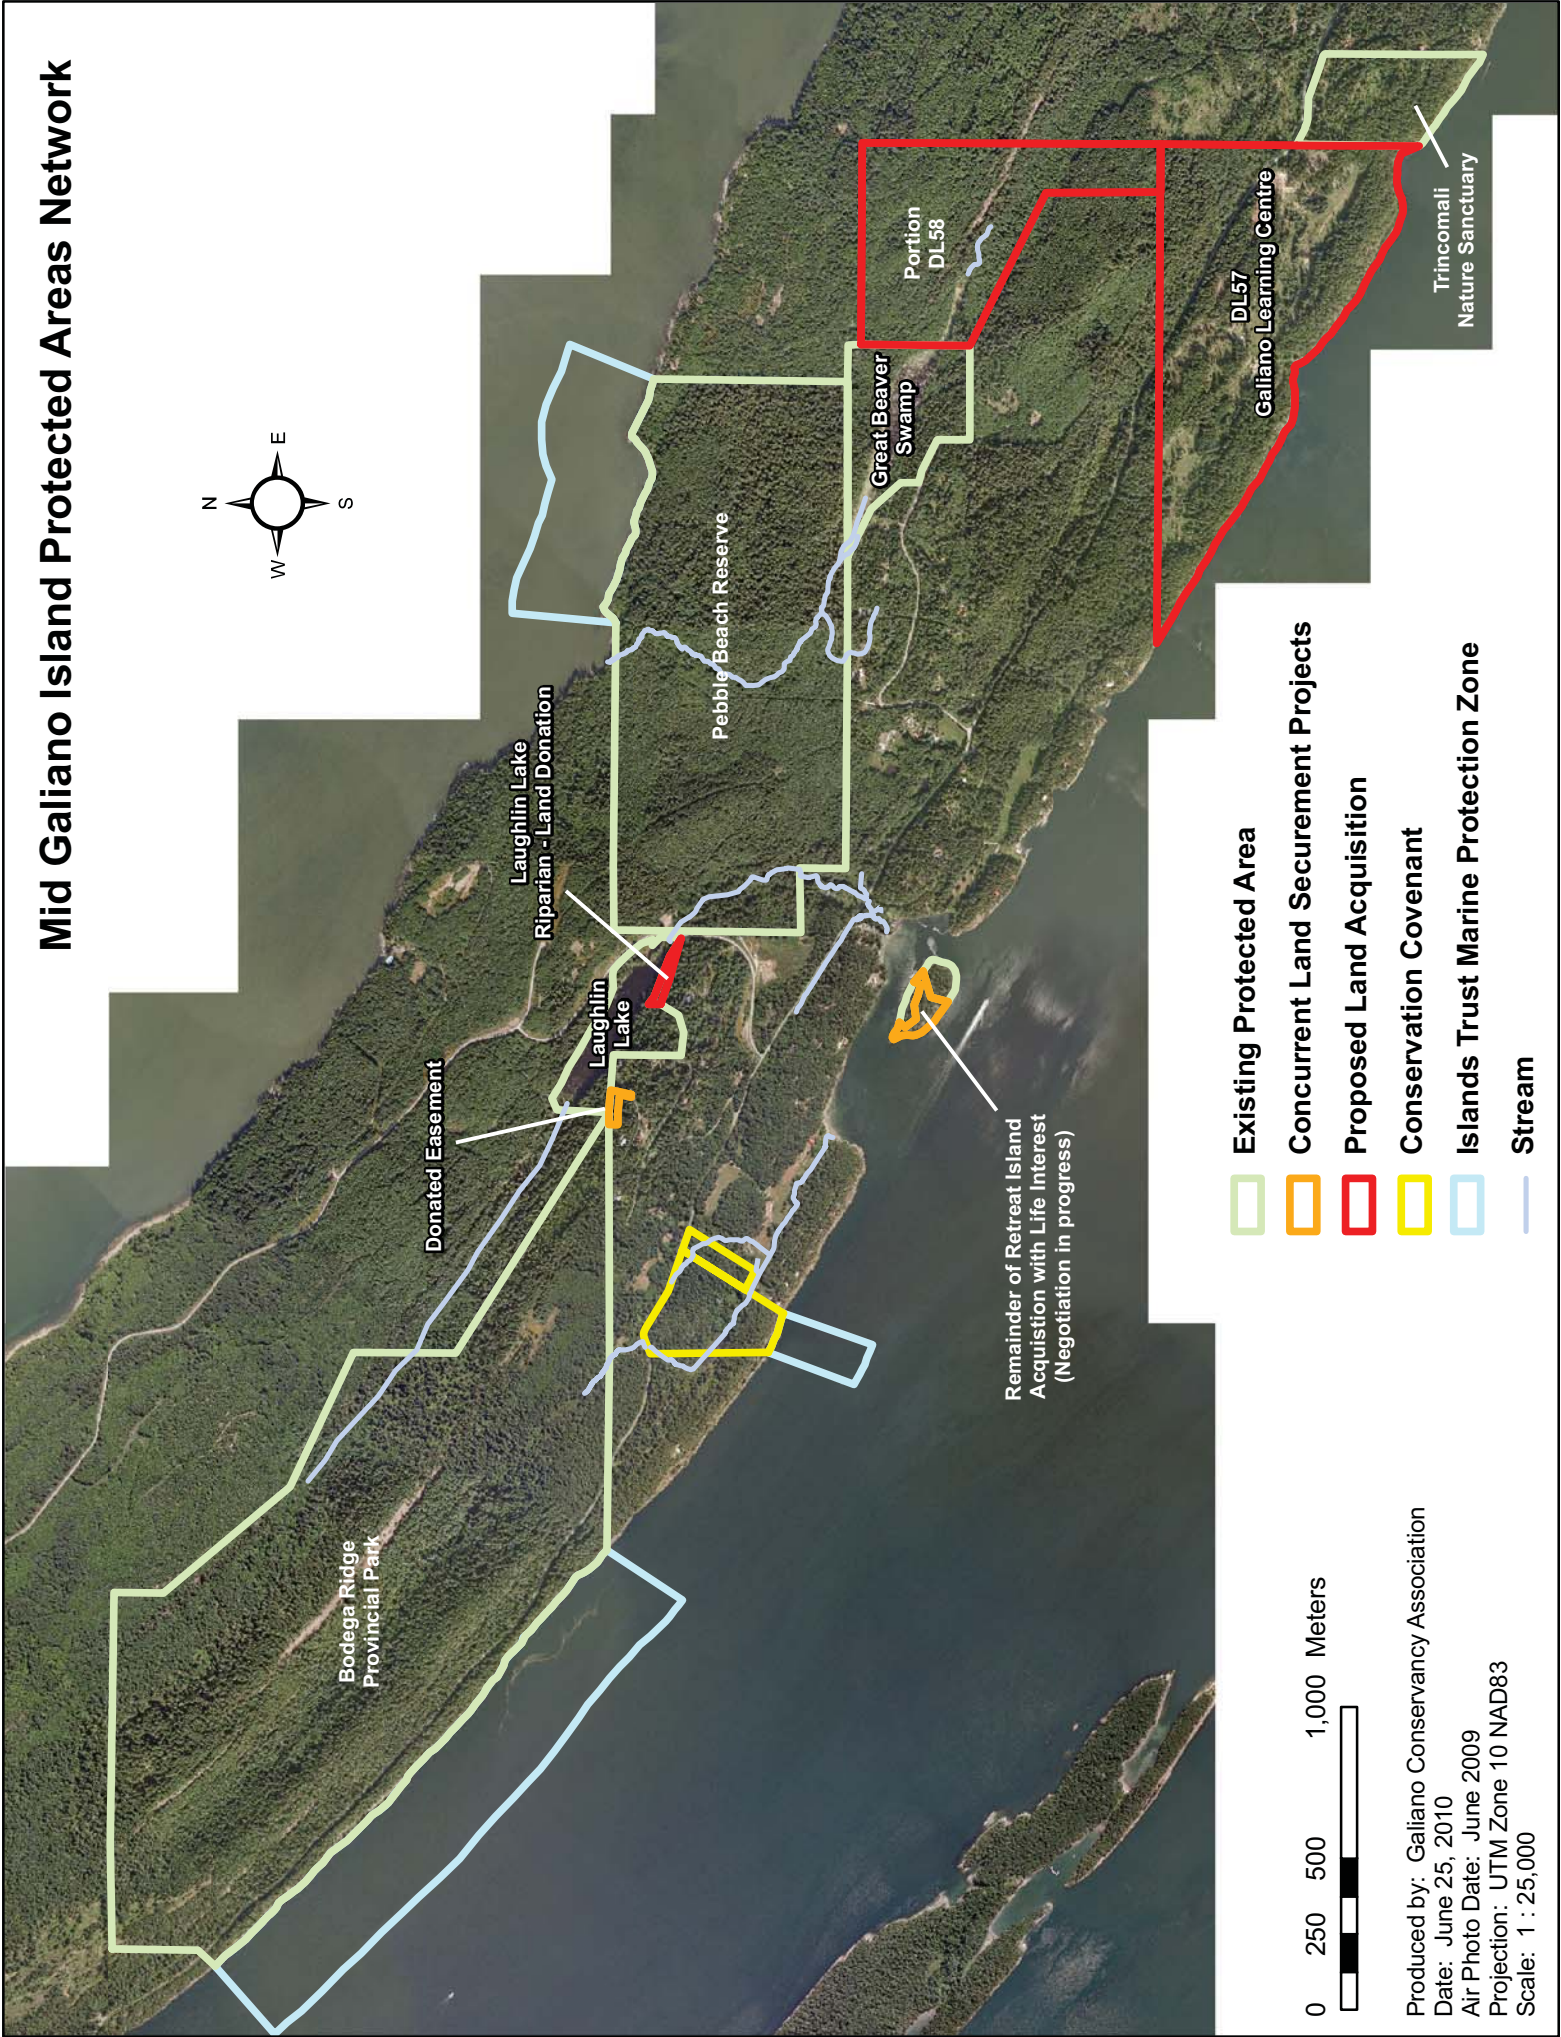 Mid Galiano Island Protected Areas Network
N
W
E
S
Bodega Ridge
Provincial Park
Donated Easement
Laughlin Lake
Riparian - Land Donation
Laughlin
Lake
Pebble Beach Reserve
Great Beaver
Swamp
Portion
DL58
DL57
Galiano Learning Centre
Trincomali
Nature Sanctuary
Remainder of Retreat Island
Acquistion with Life Interest
(Negotiation in progress)
Existing Protected Area
Concurrent Land Securement Projects
Proposed Land Acquisition
Conservation Covenant
Islands Trust Marine Protection Zone
Stream
0 250 500 1,000 Meters
Produced by: Galiano Conservancy Association
Date: June 25, 2010
Air Photo Date: June 2009
Projection: UTM Zone 10 NAD83
Scale: 1 : 25,000